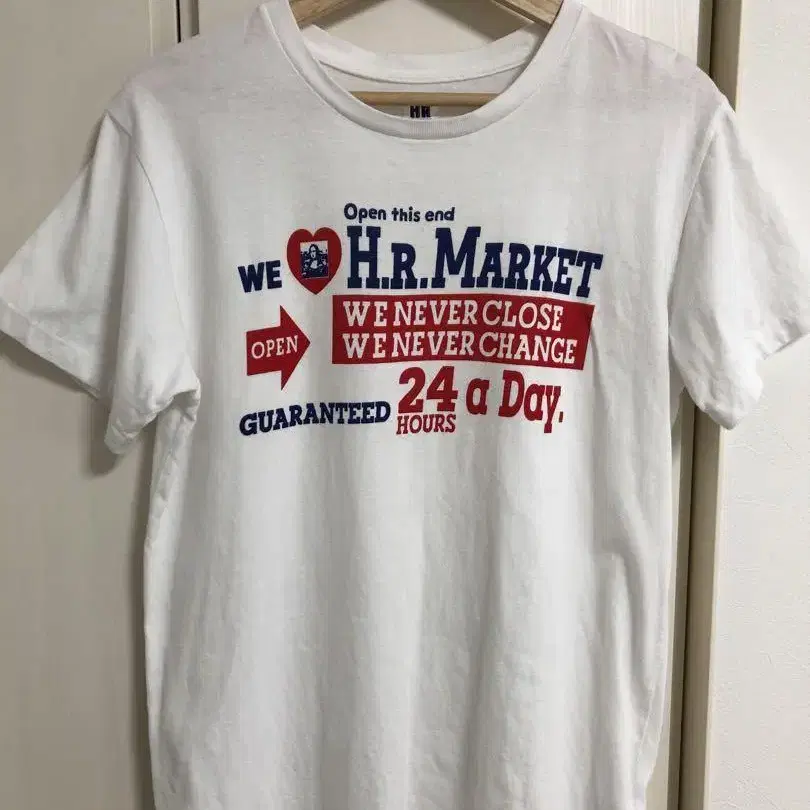 HR
Open this end
WE H.R. MARKET
OPEN
WE NEVER CLOSE
WE NEVER CHANGE
GUARANTEED 24 HOURS a Day.